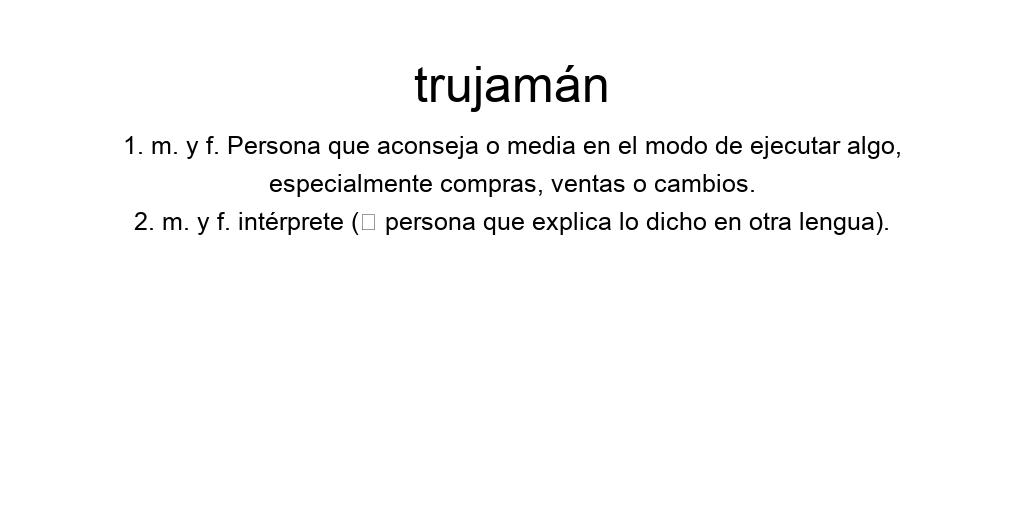 trujamán
1. m. y f. Persona que aconseja o media en el modo de ejecutar algo,
especialmente compras, ventas o cambios.
2. m. y f. intérprete (□ persona que explica lo dicho en otra lengua).